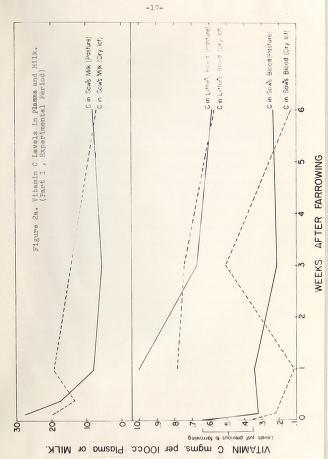 -17-
Figure 2a. Vitamin C Levels in Plasma and Milk.
(Part I, Experimental Period)
C in Sow's Milk (Pasture)
C in Sow's Milk (Dry lot)
C in Litter's Blood (Pasture)
C in Litter's Blood (Dry lot)
C in Sow's Blood (Pasture)
C in Sow's Blood (Dry lot)
VITAMIN C mgms. per 100cc. Plasma or MILK.
30
20
10
0
1.0
.9
.8
.7
.6
.5
.4
.3
.2
.1
Levels just previous to farrowing
0
1
2
3
4
5
6
WEEKS AFTER FARROWING